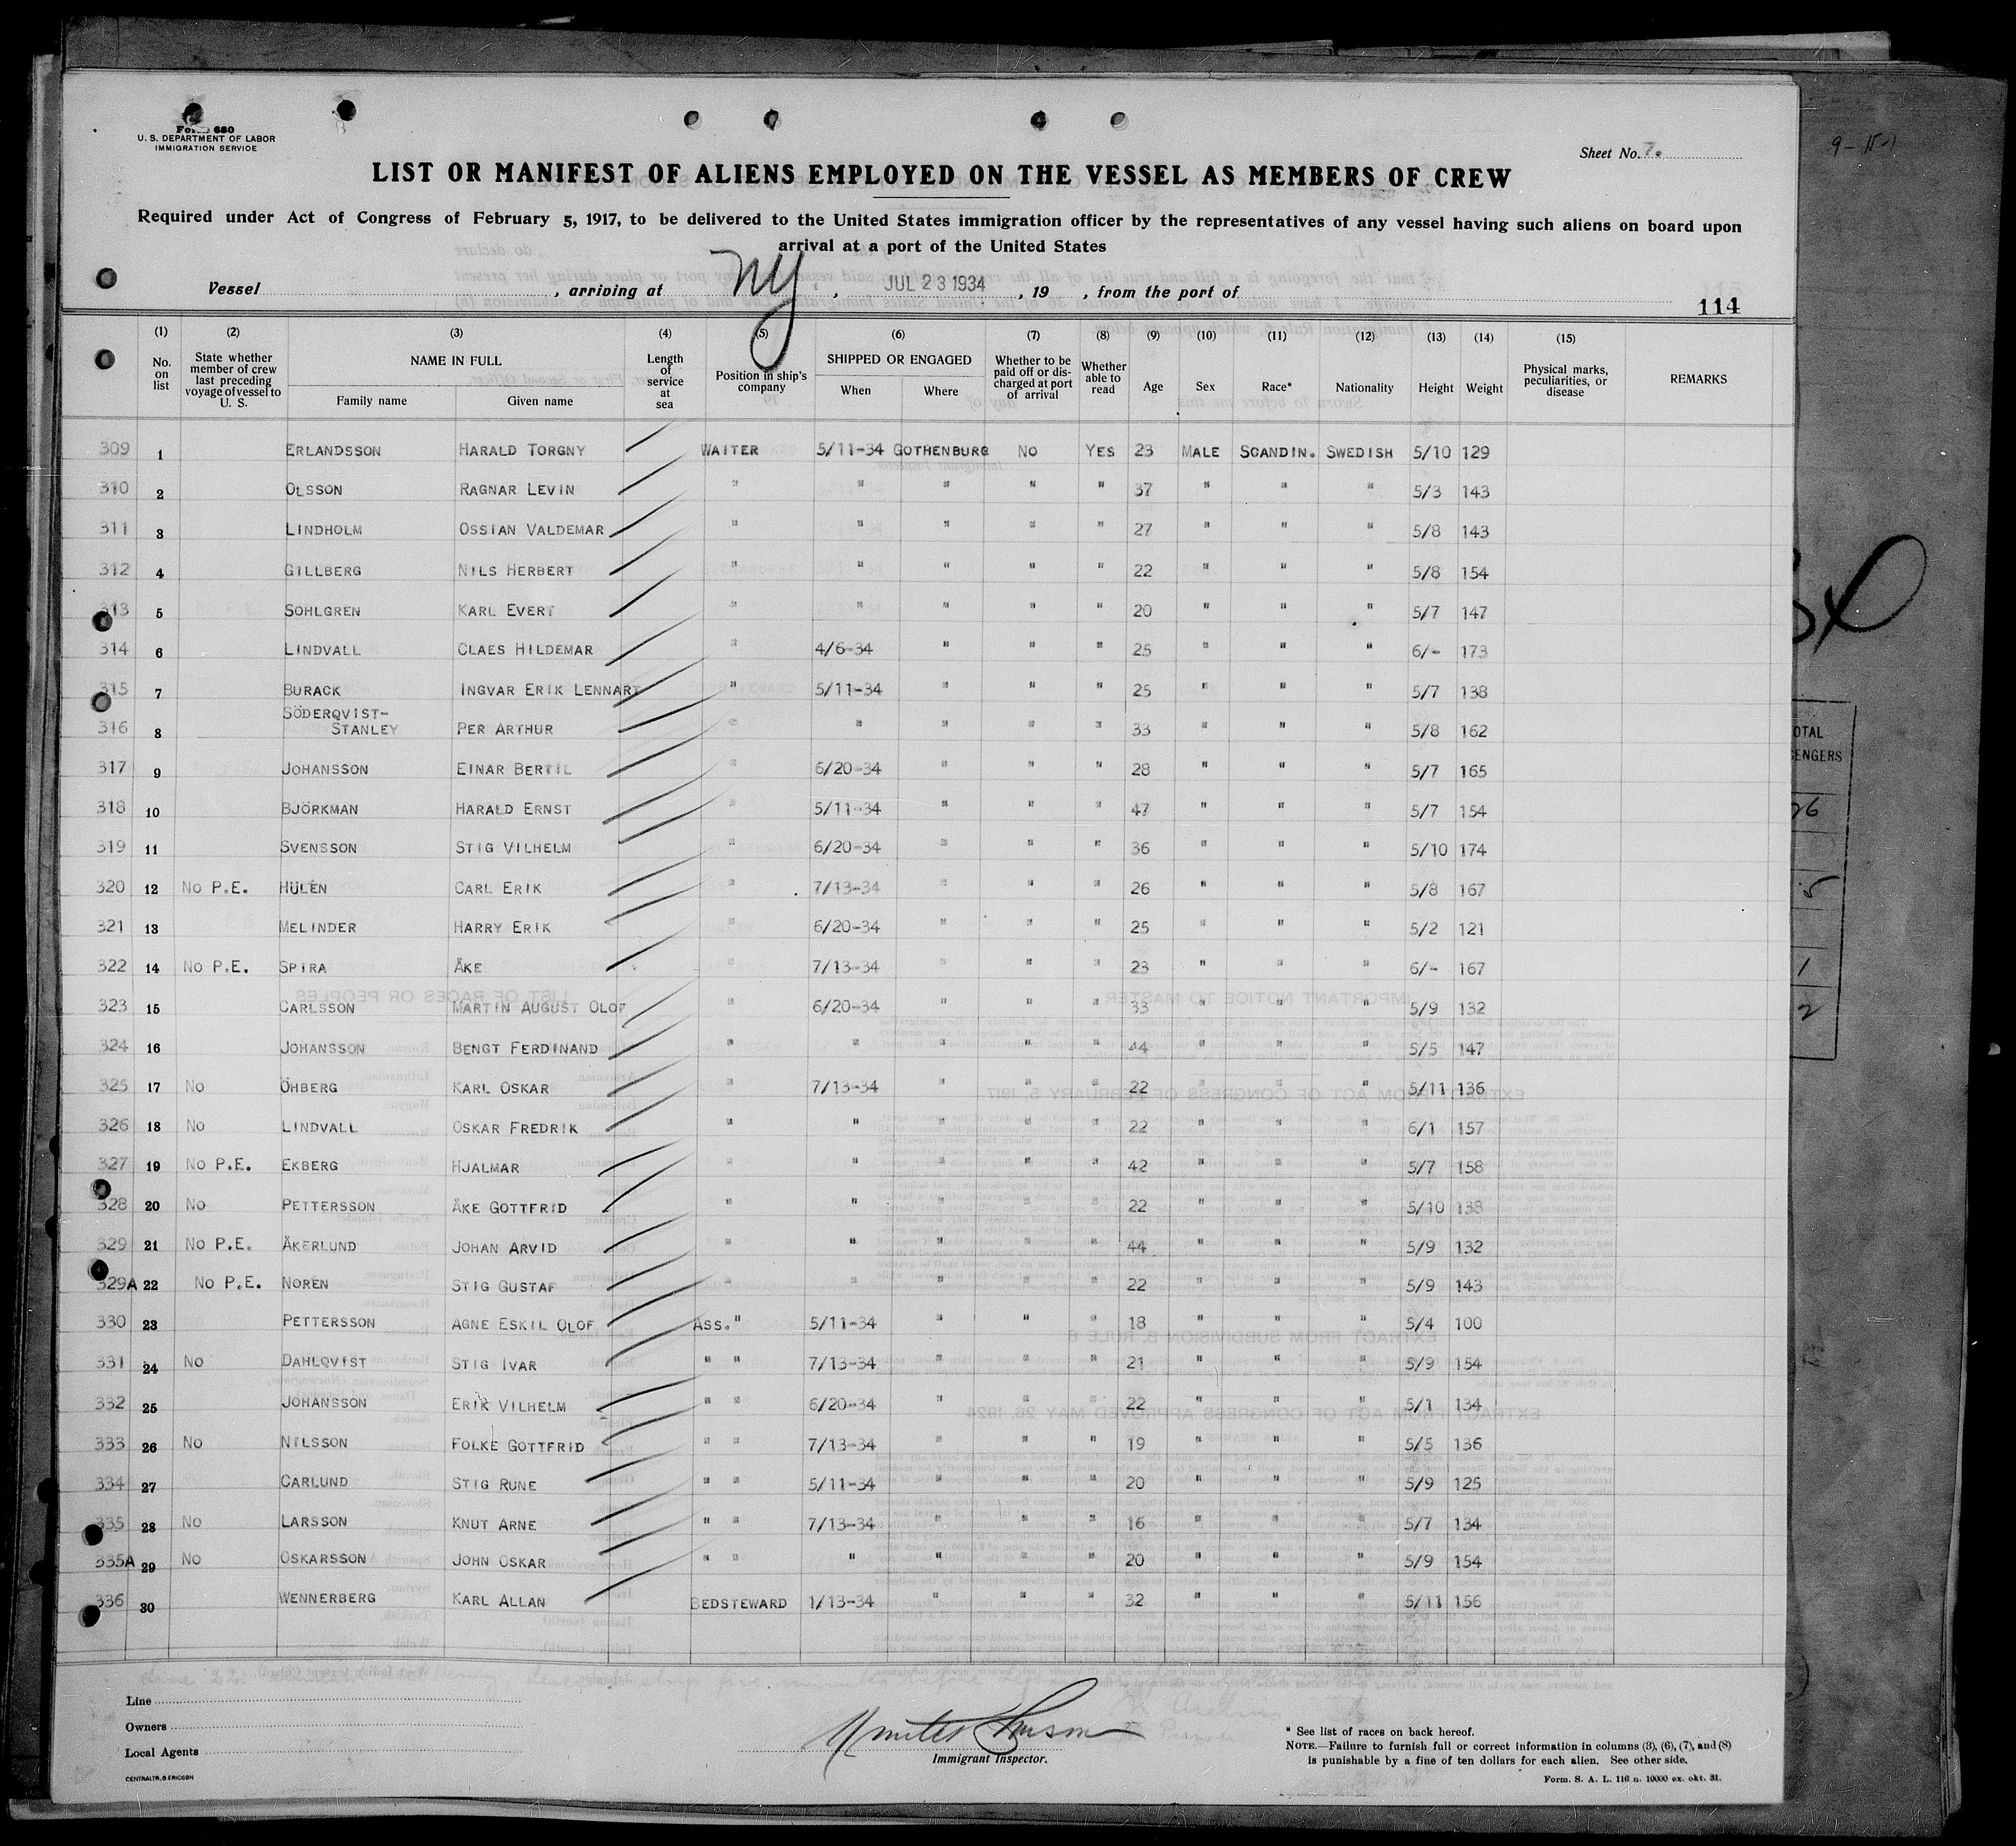 Form 680
U. S. DEPARTMENT OF LABOR
IMMIGRATION SERVICE
Sheet No. 7.
LIST OR MANIFEST OF ALIENS EMPLOYED ON THE VESSEL AS MEMBERS OF CREW
Required under Act of Congress of February 5, 1917, to be delivered to the United States immigration officer by the representatives of any vessel having such aliens on board upon
arrival at a port of the United States
Vessel , arriving at NY , JUL 23 1934 , 19 , from the port of
114
(1) No. on list (2) State whether member of crew last preceding voyage of vessel to U. S. (3) NAME IN FULL Family name Given name (4) Length of service at sea (5) Position in ship's company (6) SHIPPED OR ENGAGED When Where (7) Whether to be paid off or discharged at port of arrival (8) Whether able to read (9) Age (10) Sex (11) Race* (12) Nationality (13) Height (14) Weight (15) Physical marks, peculiarities, or disease REMARKS
309 1 ERLANDSSON HARALD TORGNY WAITER 5/11-34 GOTHENBURG NO YES 23 MALE SCANDIN. SWEDISH 5/10 129
310 2 OLSSON RAGNAR LEVIN " " " " " 37 " " " 5/3 143
311 3 LINDHOLM OSSIAN VALDEMAR " " " " " 27 " " " 5/8 143
312 4 GILLBERG NILS HERBERT " " " " " 22 " " " 5/8 154
313 5 SOHLGREN KARL EVERT " " " " " 20 " " " 5/7 147
314 6 LINDVALL CLAES HILDEMAR " 4/6-34 " " " 25 " " " 6/- 173
315 7 BURACK INGVAR ERIK LENNART " 5/11-34 " " " 25 " " " 5/7 138
SÖDERQVIST-
316 8 STANLEY PER ARTHUR " " " " " 33 " " " 5/8 162
317 9 JOHANSSON EINAR BERTIL " 6/20-34 " " " 28 " " " 5/7 165
318 10 BJÖRKMAN HARALD ERNST " 5/11-34 " " " 47 " " " 5/7 154
319 11 SVENSSON STIG VILHELM " 6/20-34 " " " 36 " " " 5/10 174
320 12 NO P.E. HULÉN CARL ERIK " 7/13-34 " " " 26 " " " 5/8 167
321 13 MELINDER HARRY ERIK " 6/20-34 " " " 25 " " " 5/2 121
322 14 NO P.E. SPIRA ÅKE " 7/13-34 " " " 23 " " " 6/- 167
323 15 CARLSSON MARTIN AUGUST OLOF " 6/20-34 " " " 33 " " " 5/9 132
324 16 JOHANSSON BENGT FERDINAND " " " " " 44 " " " 5/5 147
325 17 NO ÖHBERG KARL OSKAR " 7/13-34 " " " 22 " " " 5/11 136
326 18 NO LINDVALL OSKAR FREDRIK " " " " " 22 " " " 6/1 157
327 19 NO P.E. EKBERG HJALMAR " " " " " 42 " " " 5/7 158
328 20 NO PETTERSSON ÅKE GOTTFRID " " " " " 22 " " " 5/10 138
329 21 NO P.E. ÅKERLUND JOHAN ARVID " " " " " 44 " " " 5/9 132
329A 22 NO P.E. NOREN STIG GUSTAF " " " " " 22 " " " 5/9 143
330 23 PETTERSSON AGNE ESKIL OLOF ASS." 5/11-34 " " " 18 " " " 5/4 100
331 24 NO DAHLQVIST STIG IVAR " " 7/13-34 " " " 21 " " " 5/9 154
332 25 JOHANSSON ERIK VILHELM " " 6/20-34 " " " 22 " " " 5/1 134
333 26 NO NILSSON FOLKE GOTTFRID " " 7/13-34 " " " 19 " " " 5/5 136
334 27 CARLUND STIG RUNE " " 5/11-34 " " " 20 " " " 5/9 125
335 28 NO LARSSON KNUT ARNE " " 7/13-34 " " " 16 " " " 5/7 134
335A 29 NO OSKARSSON JOHN OSKAR " " " " " " 20 " " " 5/9 154
336 30 WENNERBERG KARL ALLAN BEDSTEWARD 1/13-34 " " " 32 " " " 5/11 156
Line
Owners
Local Agents
CENTRALTR. G. ERICSON
Immigrant Inspector.
* See list of races on back hereof.
NOTE.—Failure to furnish full or correct information in columns (3), (6), (7), and (8)
is punishable by a fine of ten dollars for each alien. See other side.
Form. S. A. L. 116 n. 10000 ex. okt. 31.